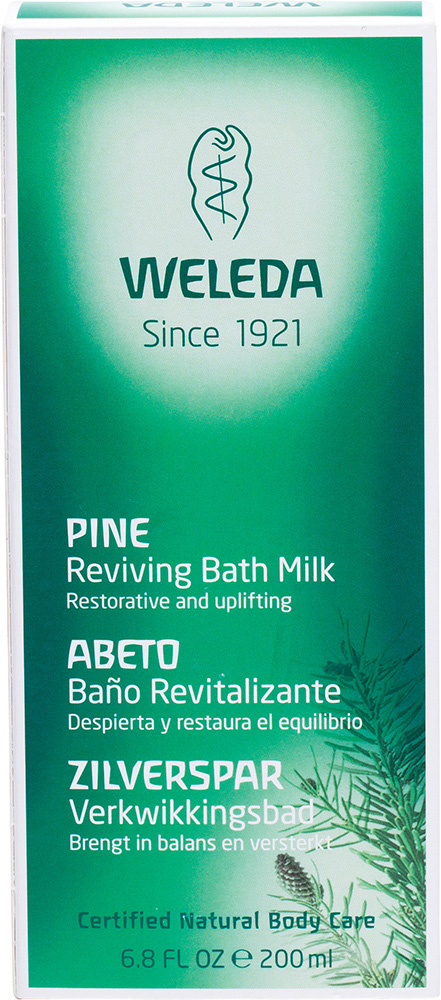 WELEDA
WELEDA
Since 1921
PINE
Reviving Bath Milk
Restorative and uplifting
ABETO
Baño Revitalizante
Despierta y restaura el equilibrio
ZILVERSPAR
Verkwikkingsbad
Brengt in balans en versterkt
Certified Natural Body Care
6.8 FL OZ ℮ 200 ml